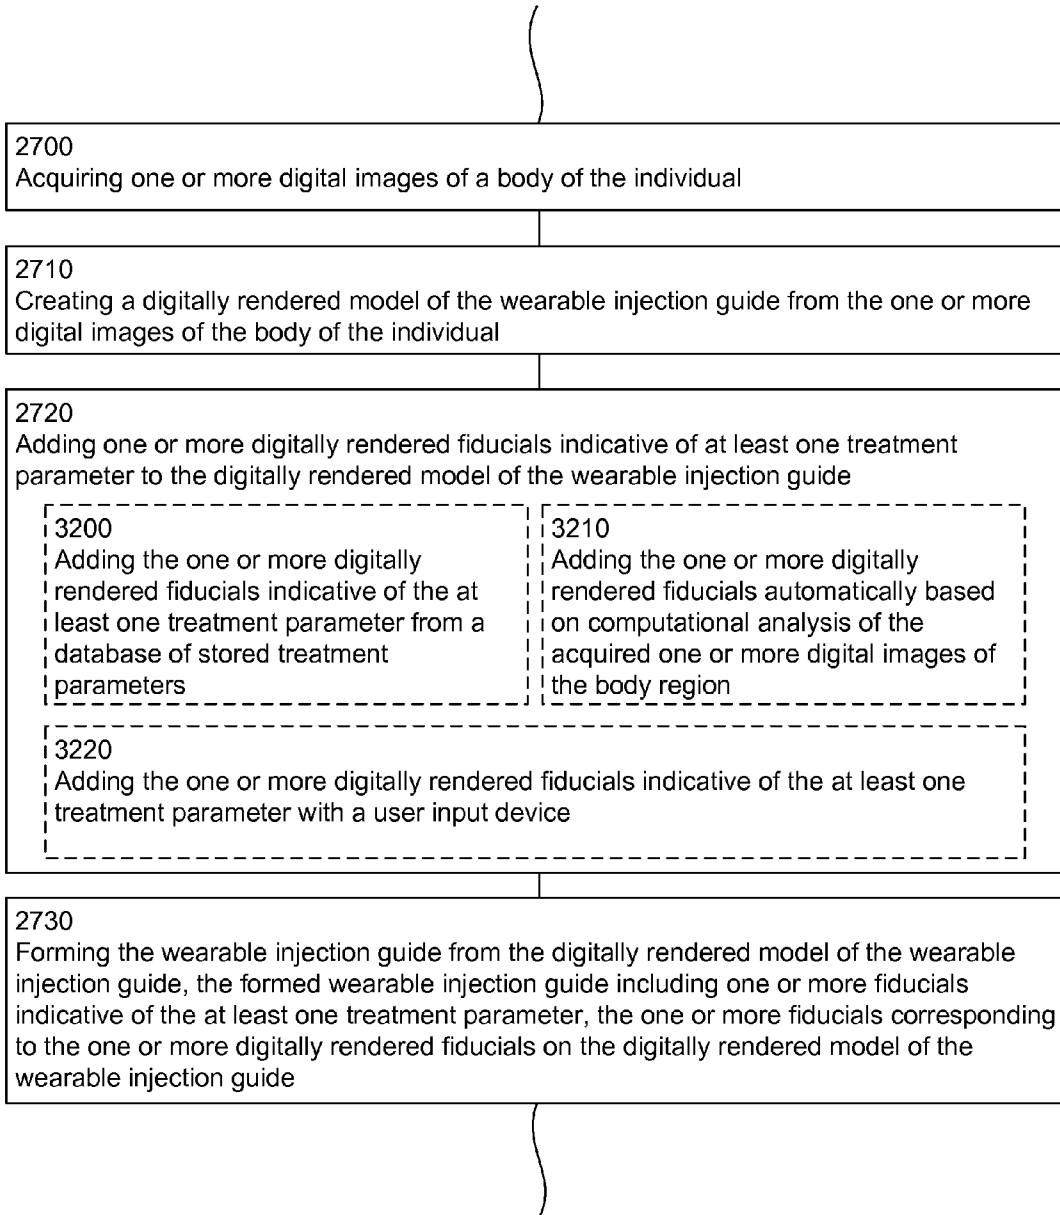 2700
Acquiring one or more digital images of a body of the individual
2710
Creating a digitally rendered model of the wearable injection guide from the one or more
digital images of the body of the individual
2720
Adding one or more digitally rendered fiducials indicative of at least one treatment
parameter to the digitally rendered model of the wearable injection guide
3200
Adding the one or more digitally
rendered fiducials indicative of the at
least one treatment parameter from a
database of stored treatment
parameters
3210
Adding the one or more digitally
rendered fiducials automatically based
on computational analysis of the
acquired one or more digital images of
the body region
3220
Adding the one or more digitally rendered fiducials indicative of the at least one
treatment parameter with a user input device
2730
Forming the wearable injection guide from the digitally rendered model of the wearable
injection guide, the formed wearable injection guide including one or more fiducials
indicative of the at least one treatment parameter, the one or more fiducials corresponding
to the one or more digitally rendered fiducials on the digitally rendered model of the
wearable injection guide